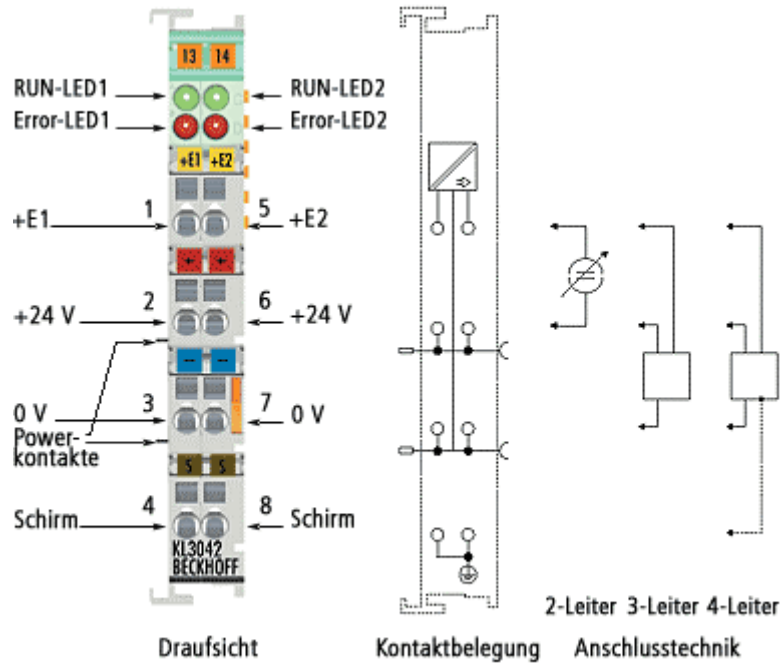 13 14
RUN-LED1 RUN-LED2
Error-LED1 Error-LED2
+E1 +E2
+E1 1 5 +E2
+ +
+24 V 2 6 +24 V
– –
0 V 3 7 0 V
Power-
kontakte
S S
Schirm 4 8 Schirm
KL3042
BECKHOFF
2-Leiter 3-Leiter 4-Leiter
Draufsicht Kontaktbelegung Anschlusstechnik